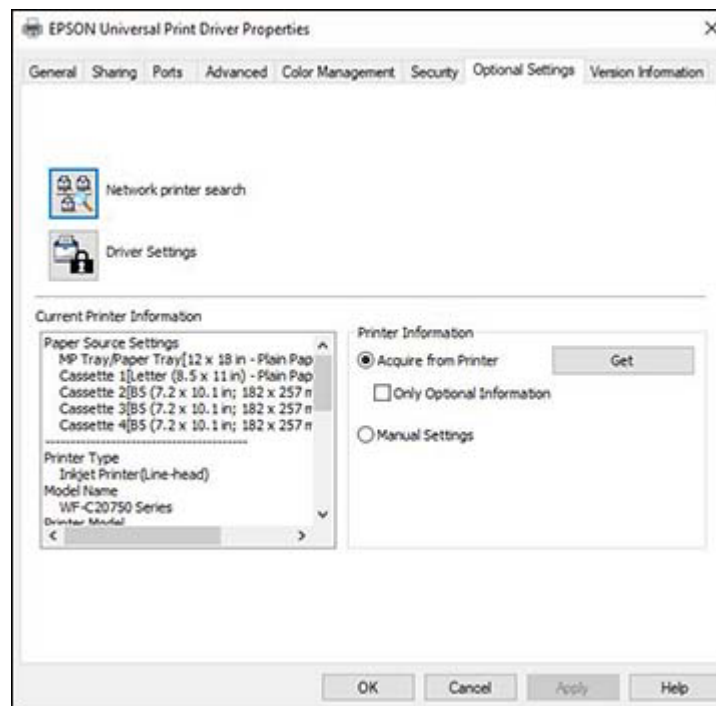 EPSON Universal Print Driver Properties
General Sharing Ports Advanced Color Management Security Optional Settings Version Information
Network printer search
Driver Settings
Current Printer Information
Paper Source Settings
MP Tray/Paper Tray[12 x 18 in - Plain Pap
Cassette 1[Letter (8.5 x 11 in) - Plain Pap
Cassette 2[B5 (7.2 x 10.1 in; 182 x 257 m
Cassette 3[B5 (7.2 x 10.1 in; 182 x 257 m
Cassette 4[B5 (7.2 x 10.1 in; 182 x 257 m
----------------------------------------
Printer Type
Inkjet Printer(Line-head)
Model Name
WF-C20750 Series
Printer Model
Printer Information
Acquire from Printer Get
Only Optional Information
Manual Settings
OK Cancel Apply Help